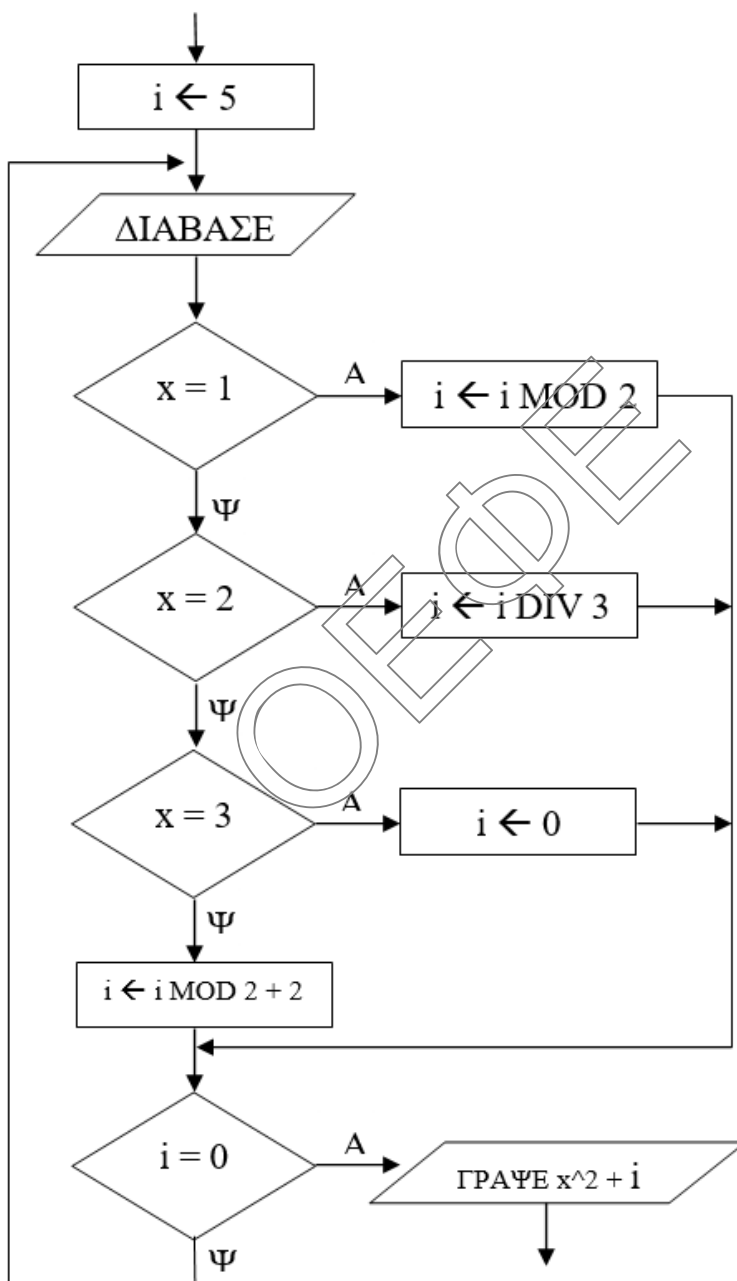 i ← 5
ΔΙΑΒΑΣΕ
x = 1
Α
i ← i MOD 2
Ψ
x = 2
Α
i ← i DIV 3
Ψ
x = 3
Α
i ← 0
Ψ
i ← i MOD 2 + 2
i = 0
Α
ΓΡΑΨΕ x^2 + i
Ψ
ΟΕΦΕ